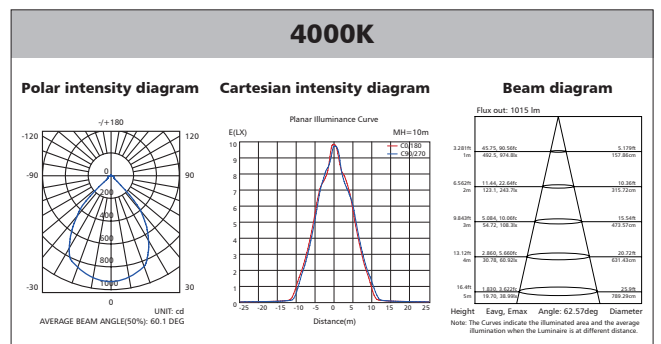 4000K
Polar intensity diagram
Cartesian intensity diagram
Beam diagram
-/+180
-120
120
-90
90
0
200
400
600
800
1000
-30
30
0
UNIT: cd
AVERAGE BEAM ANGLE(50%): 60.1 DEG
Planar Illuminance Curve
E(LX)
MH=10m
C0/180
C90/270
10
9
8
7
6
5
4
3
2
1
0
-25 -20 -15 -10 -5 0 5 10 15 20 25
Distance(m)
Flux out: 1015 lm
3.281ft 45.75, 90.56fc 5.179ft
1m 492.5, 974.8lx 157.86cm
6.562ft 11.44, 22.64fc 10.36ft
2m 123.1, 243.7lx 315.72cm
9.843ft 5.084, 10.06fc 15.54ft
3m 54.72, 108.3lx 473.57cm
13.12ft 2.860, 5.660fc 20.72ft
4m 30.78, 60.92lx 631.43cm
16.4ft 1.830, 3.622fc 25.9ft
5m 19.70, 38.99lx 789.29cm
Height Eavg, Emax Angle: 62.57deg Diameter
Note: The Curves indicate the illuminated area and the average
illumination when the Luminaire is at different distance.